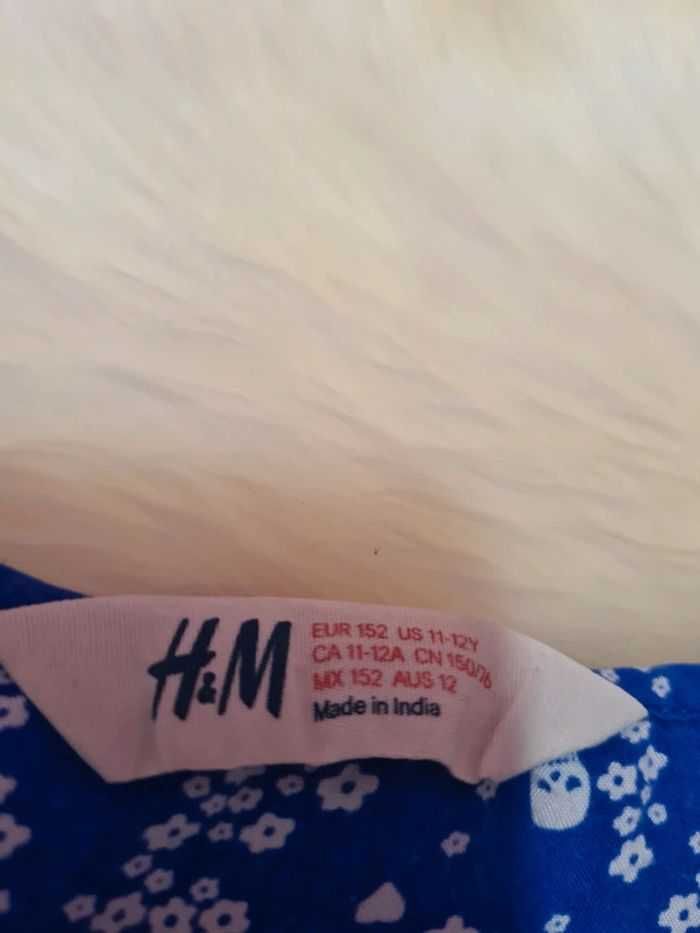 H&M
EUR 152 US 11-12Y
CA 11-12A CN 150/76
MX 152 AUS 12
Made in India